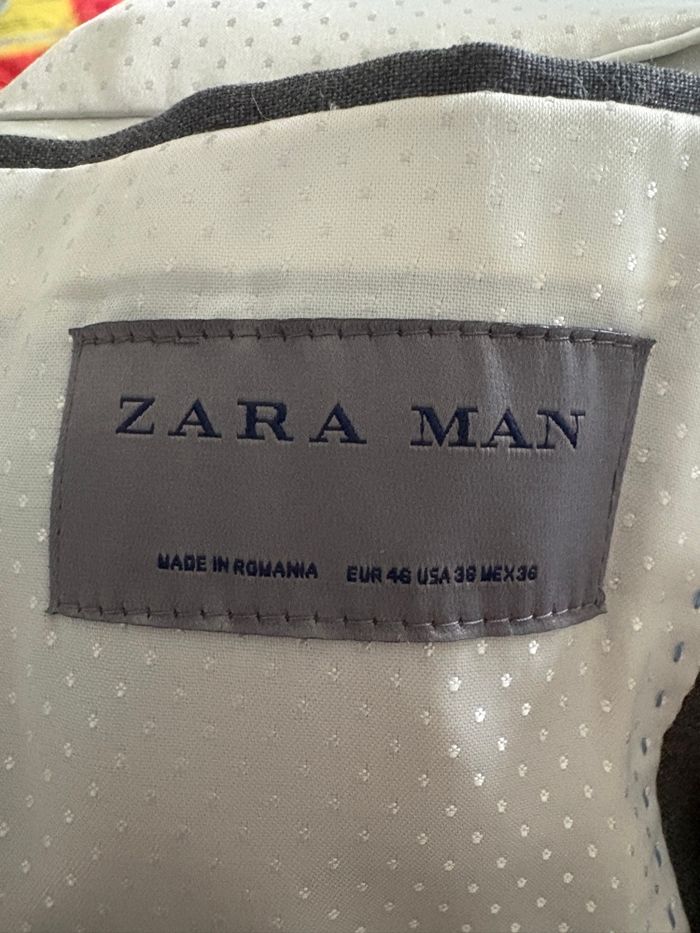 ZARA MAN
MADE IN ROMANIA EUR 46 USA 36 MEX 36